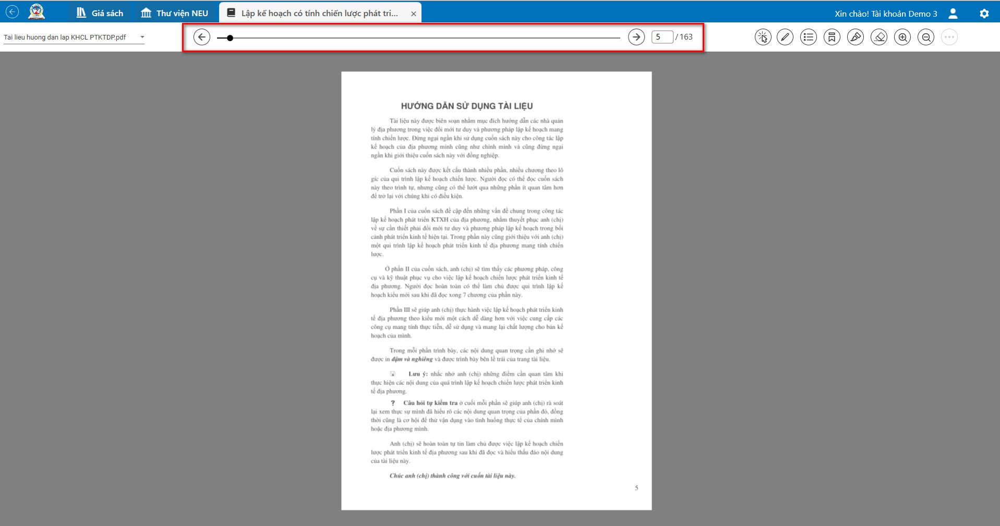 Giá sách
Thư viện NEU
Lập kế hoạch có tính chiến lược phát tri...
Xin chào! Tài khoản Demo 3
Tai lieu huong dan lap KHCL PTKTDP.pdf
5 / 163
HƯỚNG DẪN SỬ DỤNG TÀI LIỆU
Tài liệu này được biên soạn nhằm mục đích hướng dẫn các nhà quản
lý địa phương trong việc đổi mới tư duy và phương pháp lập kế hoạch mang
tính chiến lược. Đừng ngại ngần khi sử dụng cuốn sách này cho công tác lập
kế hoạch của địa phương mình cũng như chính mình và cũng đừng ngại
ngần khi giới thiệu cuốn sách này với đồng nghiệp.
Cuốn sách này được kết cấu thành nhiều phần, nhiều chương theo lô
gíc của qui trình lập kế hoạch chiến lược. Người đọc có thể đọc cuốn sách
này theo trình tự, nhưng cũng có thể lướt qua những phần ít quan tâm hơn
để trở lại với chúng khi có điều kiện.
Phần I của cuốn sách đề cập đến những vấn đề chung trong công tác
lập kế hoạch phát triển KTXH của địa phương, nhằm thuyết phục anh (chị)
về sự cần thiết phải đổi mới tư duy và phương pháp lập kế hoạch trong bối
cảnh phát triển kinh tế hiện tại. Trong phần này cũng giới thiệu với anh (chị)
một qui trình lập kế hoạch phát triển kinh tế địa phương mang tính chiến
lược.
Ở phần II của cuốn sách, anh (chị) sẽ tìm thấy các phương pháp, công
cụ và kỹ thuật phục vụ cho việc lập kế hoạch chiến lược phát triển kinh tế
địa phương. Người đọc hoàn toàn có thể làm chủ được qui trình lập kế
hoạch kiểu mới sau khi đã đọc xong 7 chương của phần này.
Phần III sẽ giúp anh (chị) thực hành việc lập kế hoạch phát triển kinh
tế địa phương theo kiểu mới một cách dễ dàng hơn với việc cung cấp các
công cụ mang tính thực tiễn, dễ sử dụng và mang lại chất lượng cho bản kế
hoạch của mình.
Trong mỗi phần trình bày, các nội dung quan trọng cần ghi nhớ sẽ
được in đậm và nghiêng và được trình bày bên lề trái của trang tài liệu.
Lưu ý: nhắc nhở anh (chị) những điểm cần quan tâm khi
thực hiện các nội dung của quá trình lập kế hoạch chiến lược phát triển kinh
tế địa phương.
? Câu hỏi tự kiểm tra ở cuối mỗi phần sẽ giúp anh (chị) rà soát
lại xem thực sự mình đã hiểu rõ các nội dung quan trọng của phần đó, đồng
thời cũng là cơ hội để thử vận dụng vào tình huống thực tế của chính mình
hoặc địa phương mình.
Anh (chị) sẽ hoàn toàn tự tin làm chủ được việc lập kế hoạch chiến
lược phát triển kinh tế địa phương sau khi đã đọc và hiểu thấu đáo nội dung
của tài liệu này.
Chúc anh (chị) thành công với cuốn tài liệu này.
5